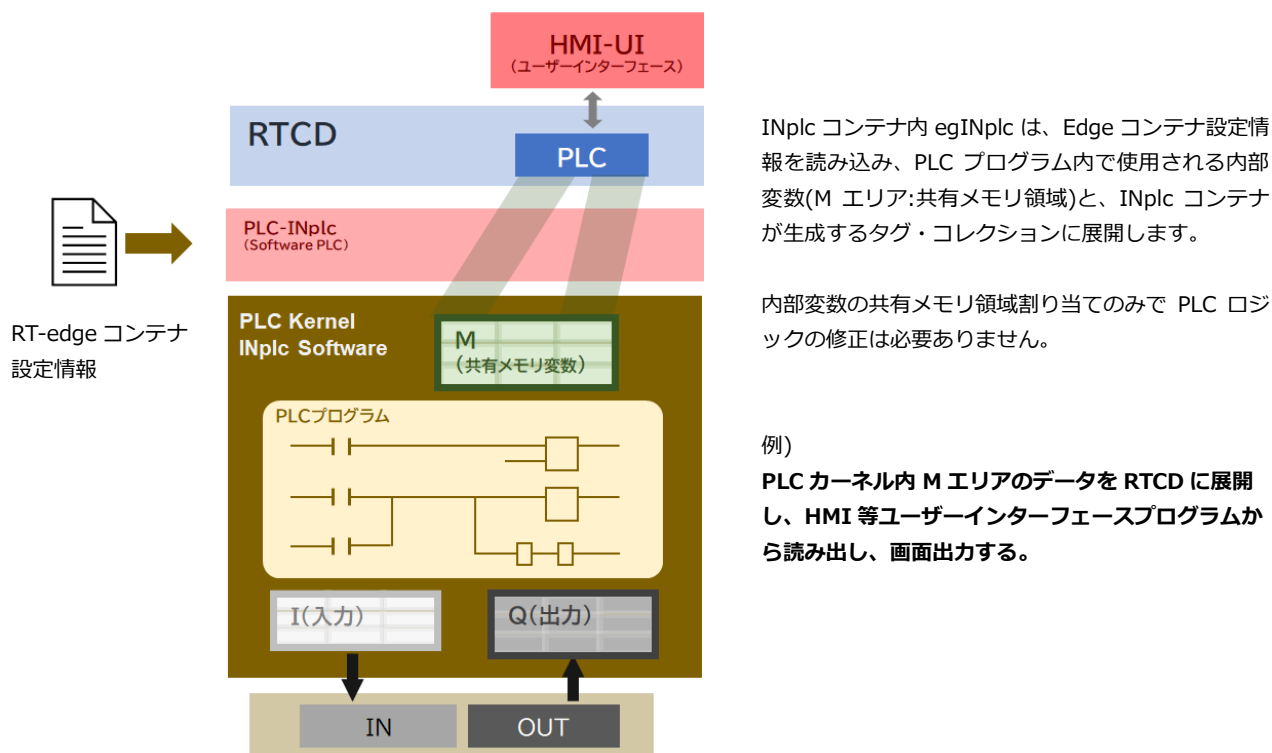 HMI-UI
（ユーザーインターフェース）
RTCD
PLC
PLC-INplc
(Software PLC)
RT-edge コンテナ
設定情報
PLC Kernel
INplc Software
M
（共有メモリ変数）
PLCプログラム
I(入力)
Q(出力)
IN
OUT
INplc コンテナ内 egINplc は、Edge コンテナ設定情
報を読み込み、PLC プログラム内で使用される内部
変数(M エリア:共有メモリ領域)と、INplc コンテナ
が生成するタグ・コレクションに展開します。
内部変数の共有メモリ領域割り当てのみで PLC ロジ
ックの修正は必要ありません。
例)
PLC カーネル内 M エリアのデータを RTCD に展開
し、HMI 等ユーザーインターフェースプログラムか
ら読み出し、画面出力する。